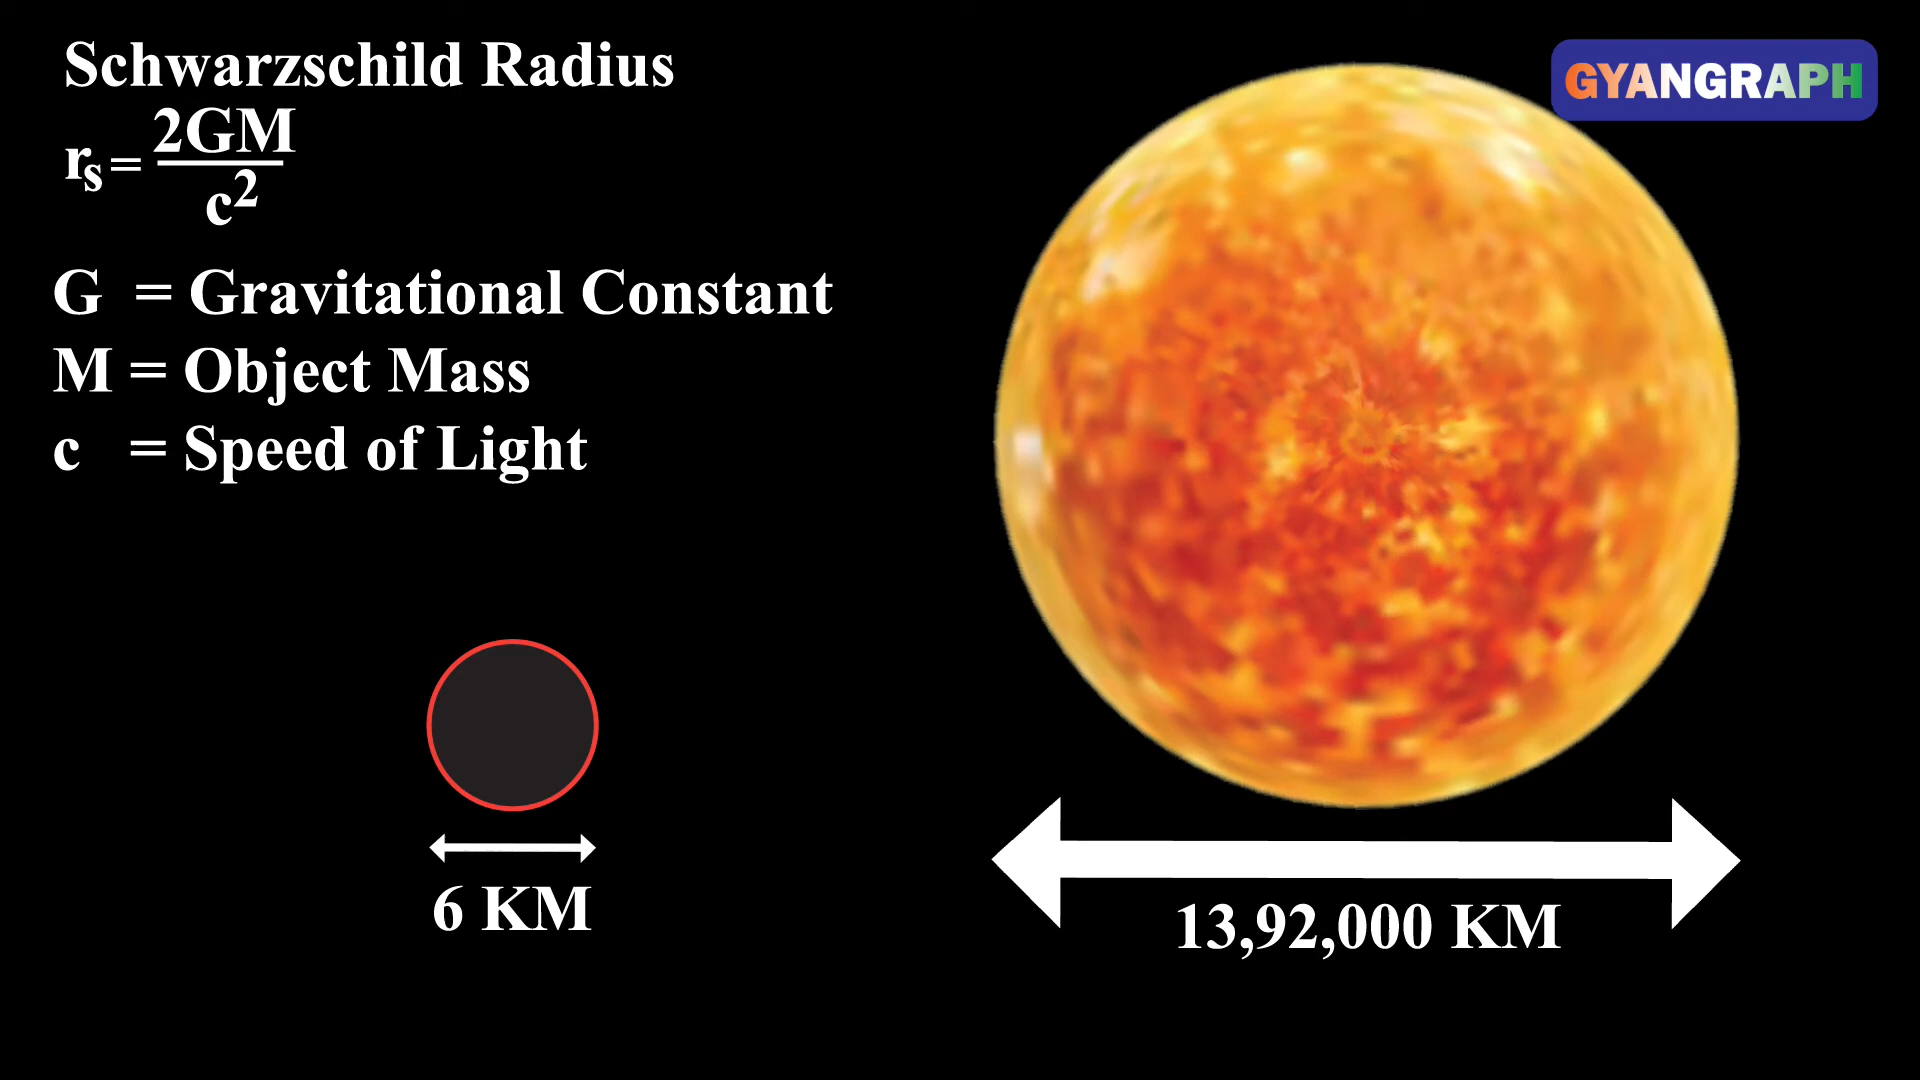 Schwarzschild Radius
rs = 2GM
c²
G = Gravitational Constant
M = Object Mass
c = Speed of Light
6 KM
GYANGRAPH
13,92,000 KM